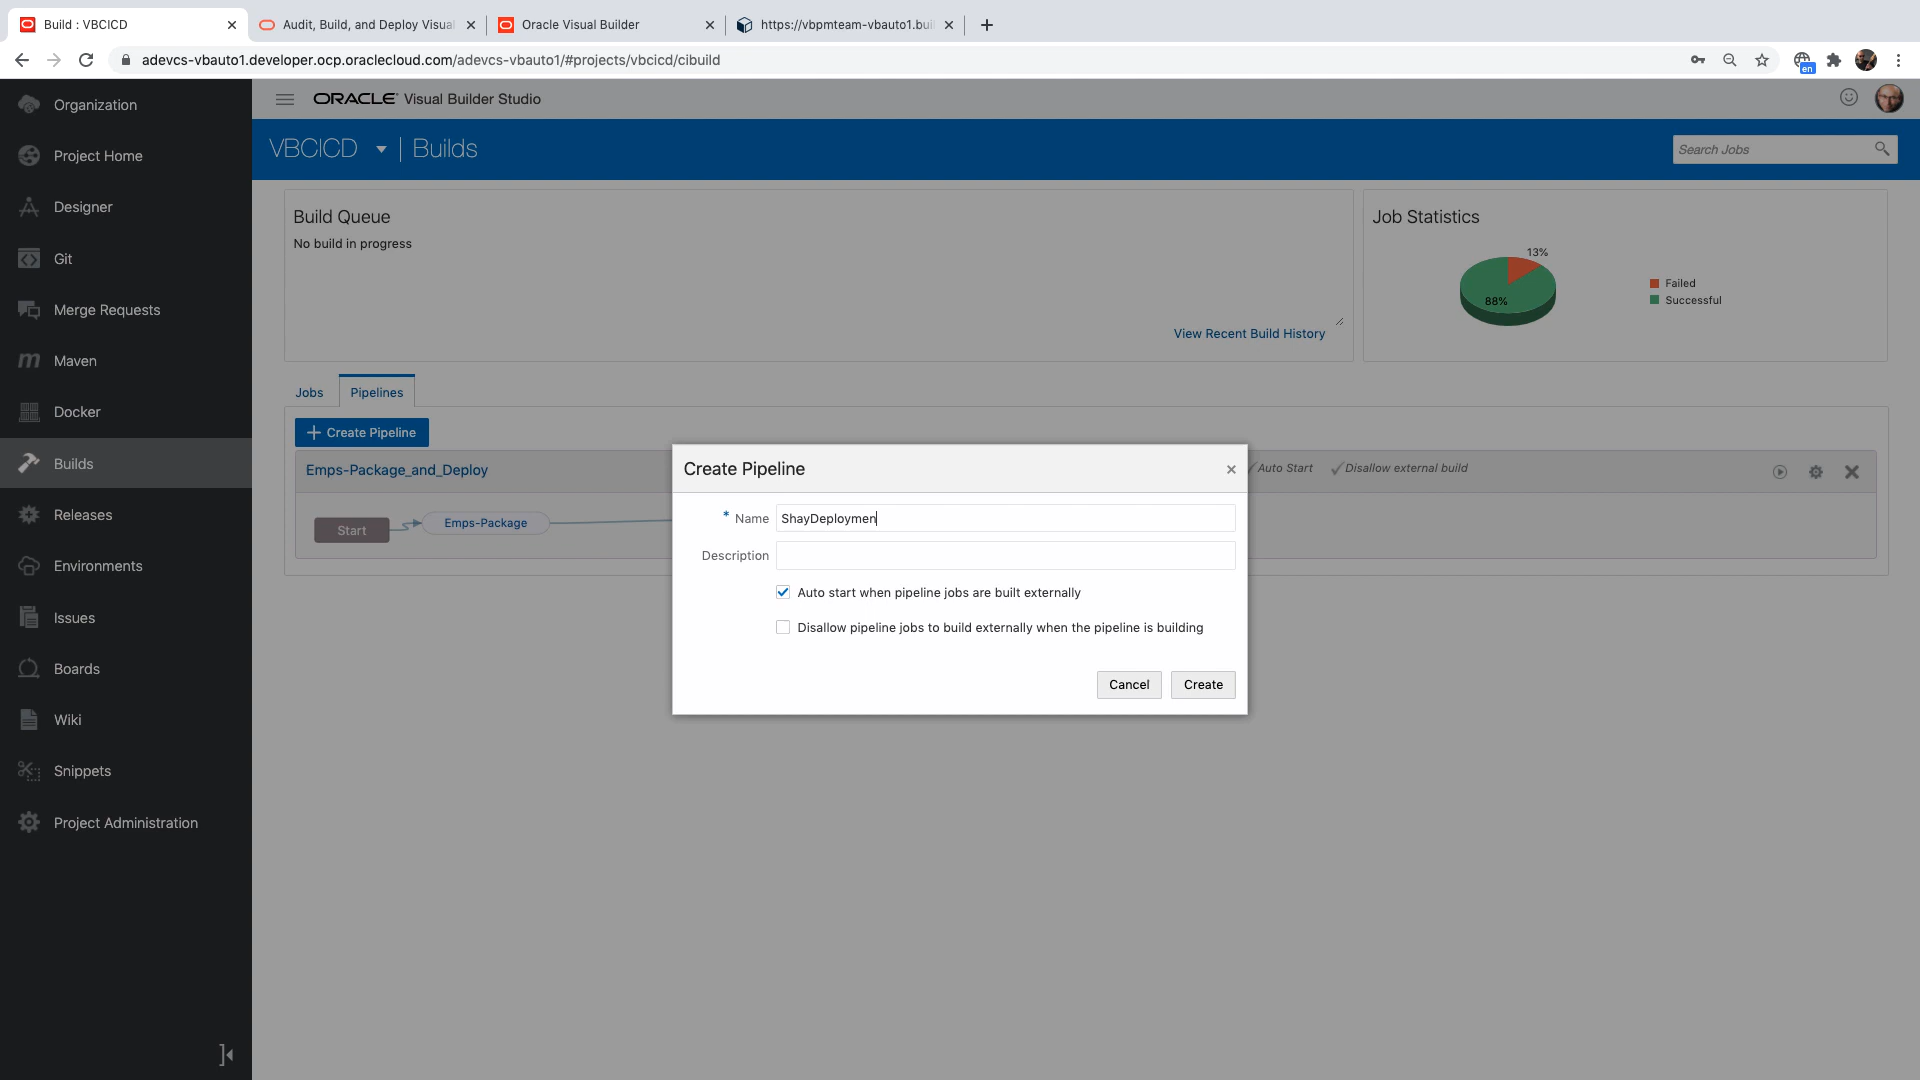 Build : VBCICD
Audit, Build, and Deploy Visual
Oracle Visual Builder
https://vbpmteam-vbauto1.buil
adevcs-vbauto1.developer.ocp.oraclecloud.com/adevcs-vbauto1/#projects/vbcicd/cibuild
en
Organization
Project Home
Designer
Git
Merge Requests
Maven
Docker
Builds
Releases
Environments
Issues
Boards
Wiki
Snippets
Project Administration
ORACLE Visual Builder Studio
VBCICD | Builds
Search Jobs
Build Queue
No build in progress
View Recent Build History
Job Statistics
13%
88%
Failed
Successful
Jobs
Pipelines
+ Create Pipeline
Emps-Package_and_Deploy
Auto Start
Disallow external build
Start
Emps-Package
Create Pipeline
* Name
ShayDeploymen
Description
Auto start when pipeline jobs are built externally
Disallow pipeline jobs to build externally when the pipeline is building
Cancel
Create